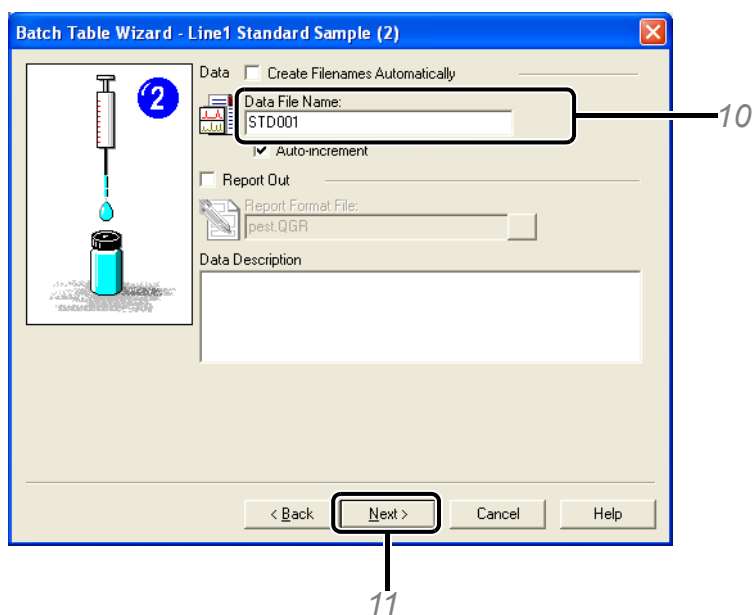 Batch Table Wizard - Line1 Standard Sample (2)
2
Data Create Filenames Automatically
Data File Name:
STD001
10
Auto-increment
Report Out
Report Format File:
pest.QGR
Data Description
< Back Next > Cancel Help
11